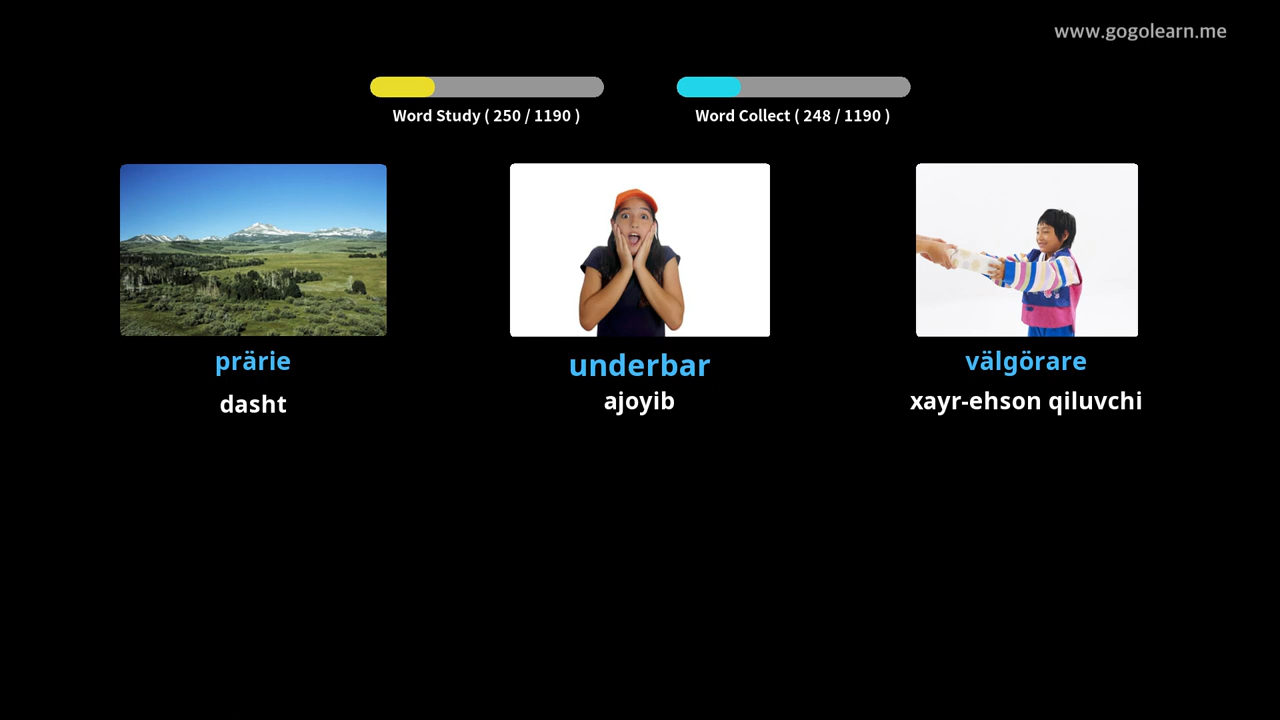 www.gogolearn.me
Word Study ( 250 / 1190 )
Word Collect ( 248 / 1190 )
prärie
underbar
välgörare
dasht
ajoyib
xayr-ehson qiluvchi